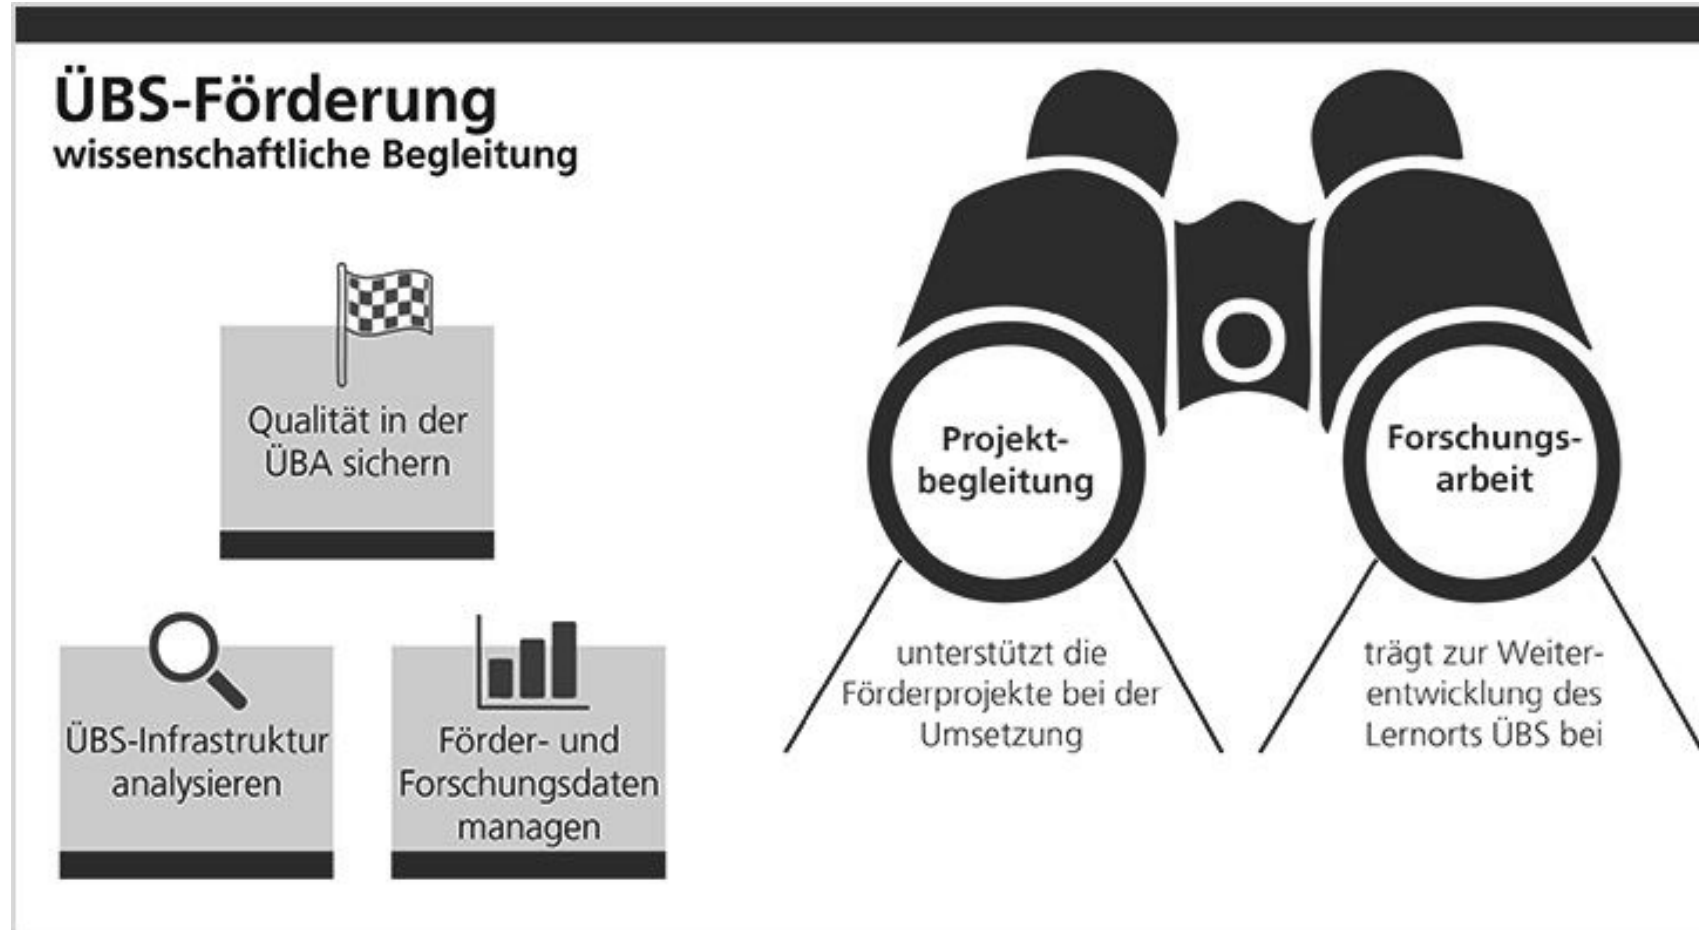 ÜBS-Förderung
wissenschaftliche Begleitung
Qualität in der
ÜBA sichern
ÜBS-Infrastruktur
analysieren
Förder- und
Forschungsdaten
managen
Projekt-
begleitung
unterstützt die
Förderprojekte bei der
Umsetzung
Forschungs-
arbeit
trägt zur Weiter-
entwicklung des
Lernorts ÜBS bei